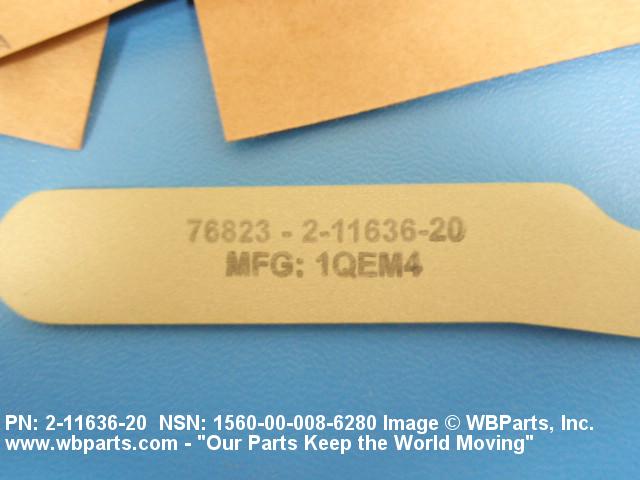 76823 - 2-11636-20
MFG: 1QEM4
PN: 2-11636-20 NSN: 1560-00-008-6280 Image © WBParts, Inc.
www.wbparts.com - "Our Parts Keep the World Moving"